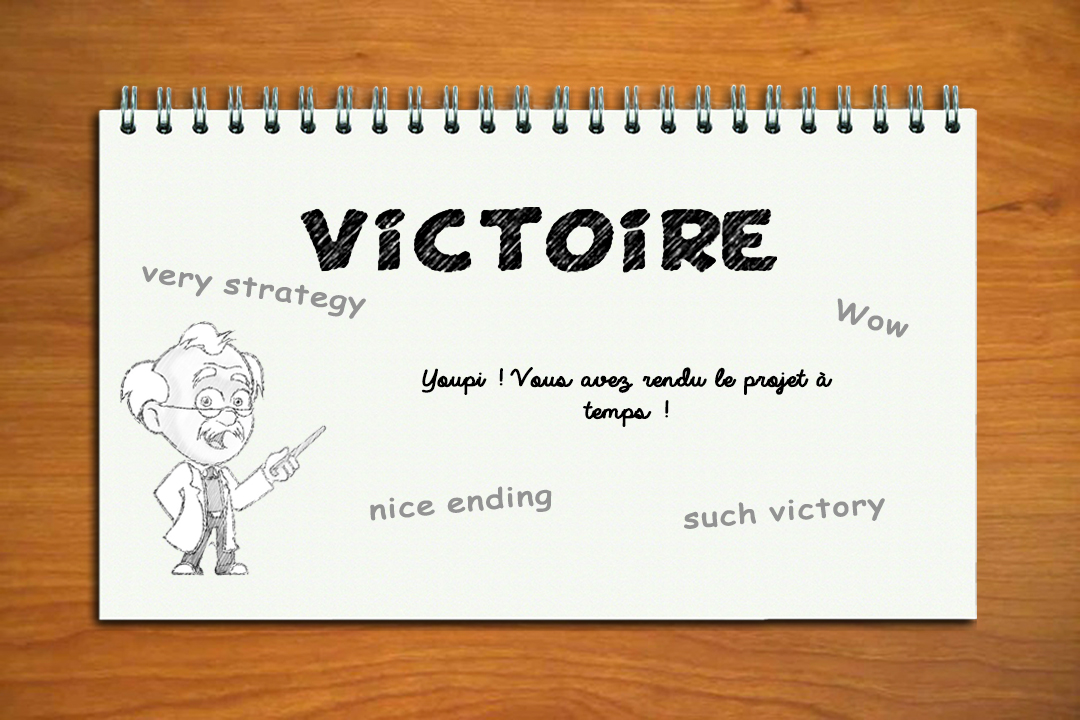 VICTOIRE
very strategy
Wow
Youpi ! Vous avez rendu le projet à
temps !
nice ending
such victory